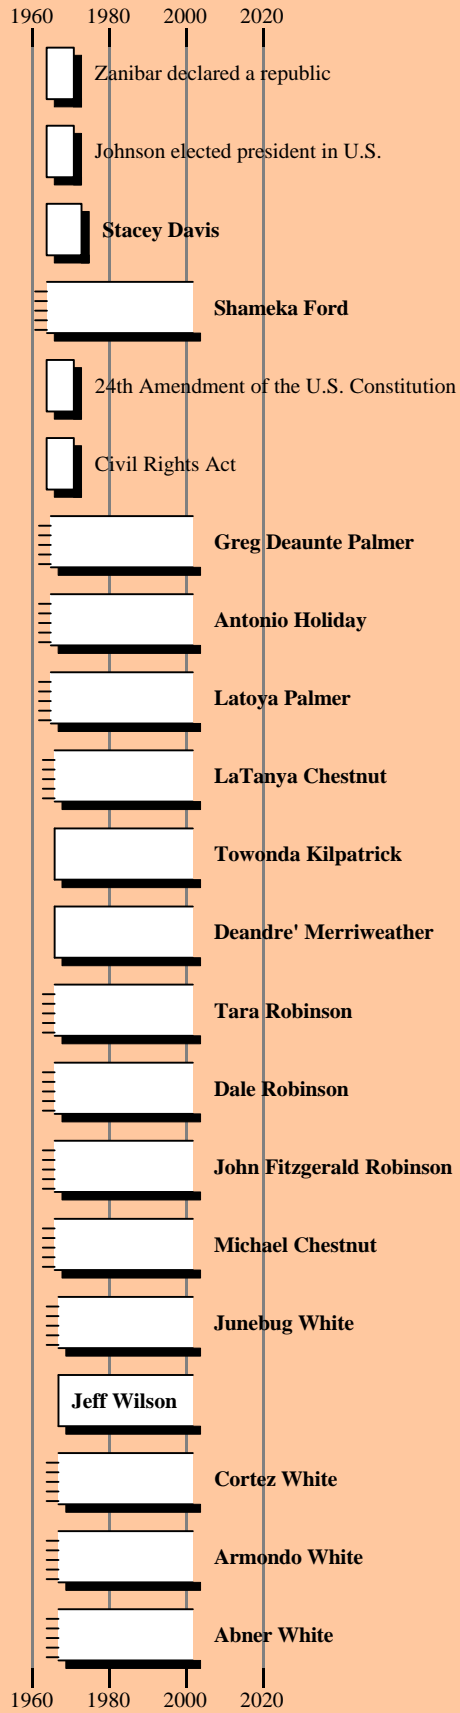 1960 1980 2000 2020
Zanibar declared a republic
Johnson elected president in U.S.
Stacey Davis
Shameka Ford
24th Amendment of the U.S. Constitution
Civil Rights Act
Greg Deaunte Palmer
Antonio Holiday
Latoya Palmer
LaTanya Chestnut
Towonda Kilpatrick
Deandre' Merriweather
Tara Robinson
Dale Robinson
John Fitzgerald Robinson
Michael Chestnut
Junebug White
Jeff Wilson
Cortez White
Armondo White
Abner White
1960 1980 2000 2020